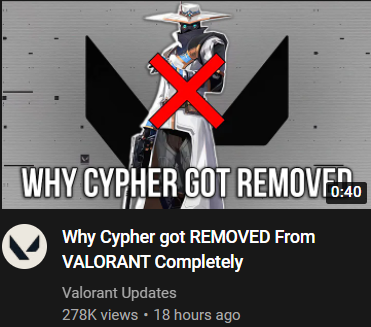 WHY CYPHER GOT REMOVED
0:40
Why Cypher got REMOVED From
VALORANT Completely
Valorant Updates
278K views • 18 hours ago